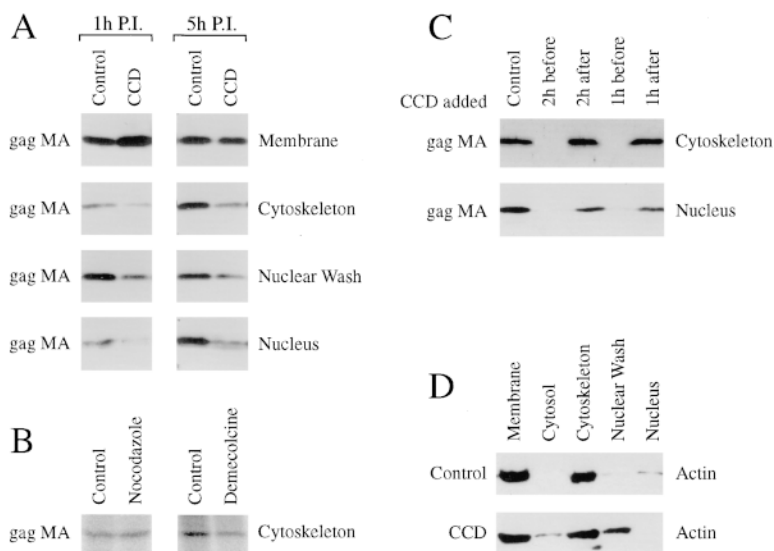 A
1h P.I.
5h P.I.
Control
CCD
Control
CCD
gag MA
Membrane
gag MA
Cytoskeleton
gag MA
Nuclear Wash
gag MA
Nucleus
B
Control
Nocodazole
Control
Demecolcine
gag MA
Cytoskeleton
C
CCD added
Control
2h before
2h after
1h before
1h after
gag MA
Cytoskeleton
gag MA
Nucleus
D
Membrane
Cytosol
Cytoskeleton
Nuclear Wash
Nucleus
Control
Actin
CCD
Actin